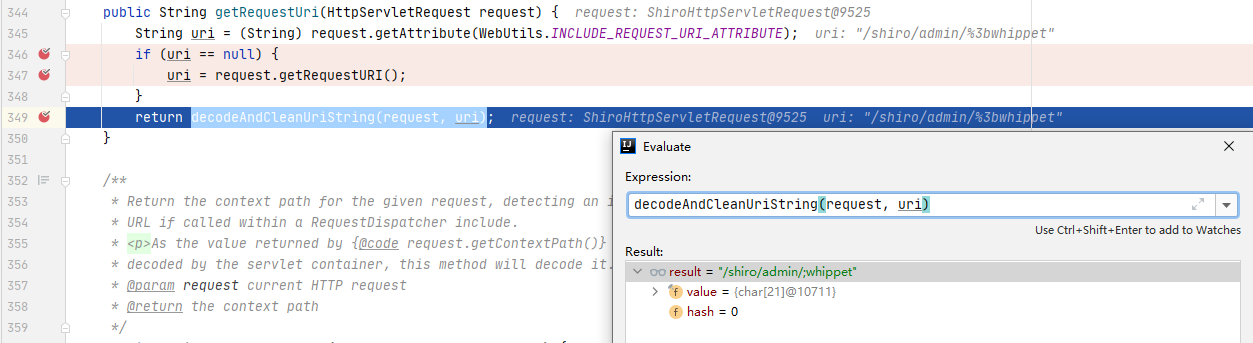 344 public String getRequestUri(HttpServletRequest request) { request: ShiroHttpServletRequest@9525
345 String uri = (String) request.getAttribute(WebUtils.INCLUDE_REQUEST_URI_ATTRIBUTE); uri: "/shiro/admin/%3bwhippet"
346 if (uri == null) {
347 uri = request.getRequestURI();
348 }
349 return decodeAndCleanUriString(request, uri); request: ShiroHttpServletRequest@9525 uri: "/shiro/admin/%3bwhippet"
350 }
351
352 /**
353 * Return the context path for the given request, detecting an i
354 * URL if called within a RequestDispatcher include.
355 * <p>As the value returned by {@code request.getContextPath()}
356 * decoded by the servlet container, this method will decode it.
357 * @param request current HTTP request
358 * @return the context path
359 */
Evaluate
Expression:
decodeAndCleanUriString(request, uri)
Use Ctrl+Shift+Enter to add to Watches
Result:
result = "/shiro/admin/;whippet"
f value = {char[21]@10711}
f hash = 0